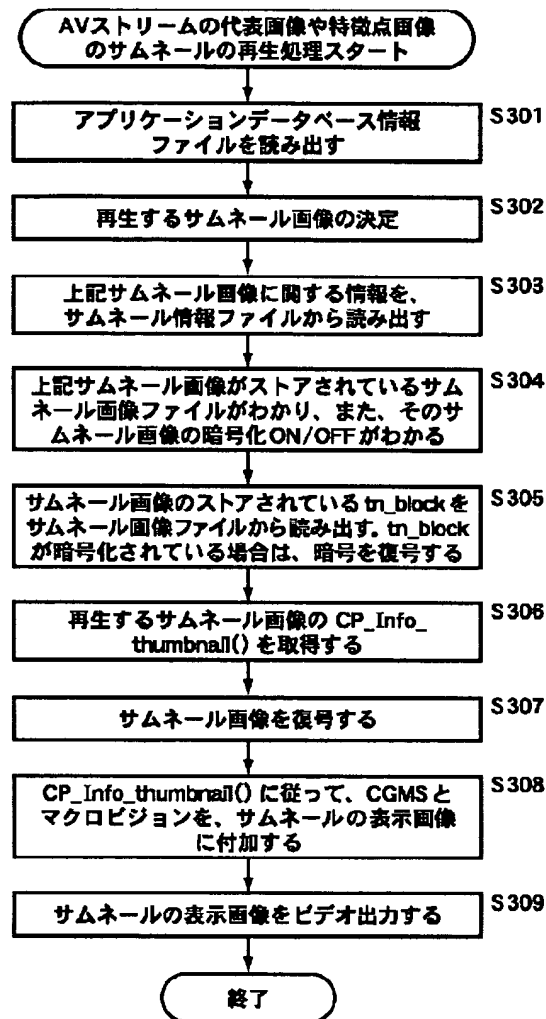 AVストリームの代表画像や特徴点画像
のサムネールの再生処理スタート
アプリケーションデータベース情報
ファイルを読み出す
S301
再生するサムネール画像の決定
S302
上記サムネール画像に関する情報を、
サムネール情報ファイルから読み出す
S303
上記サムネール画像がストアされているサム
ネール画像ファイルがわかり、また、そのサ
ムネール画像の暗号化ON/OFFがわかる
S304
サムネール画像のストアされているtn_blockを
サムネール画像ファイルから読み出す。tn_block
が暗号化されている場合は、暗号を復号する
S305
再生するサムネール画像の CP_Info_
thumbnail() を取得する
S306
サムネール画像を復号する
S307
CP_Info_thumbnail() に従って、CGMSと
マクロビジョンを、サムネールの表示画像
に付加する
S308
サムネールの表示画像をビデオ出力する
S309
終了